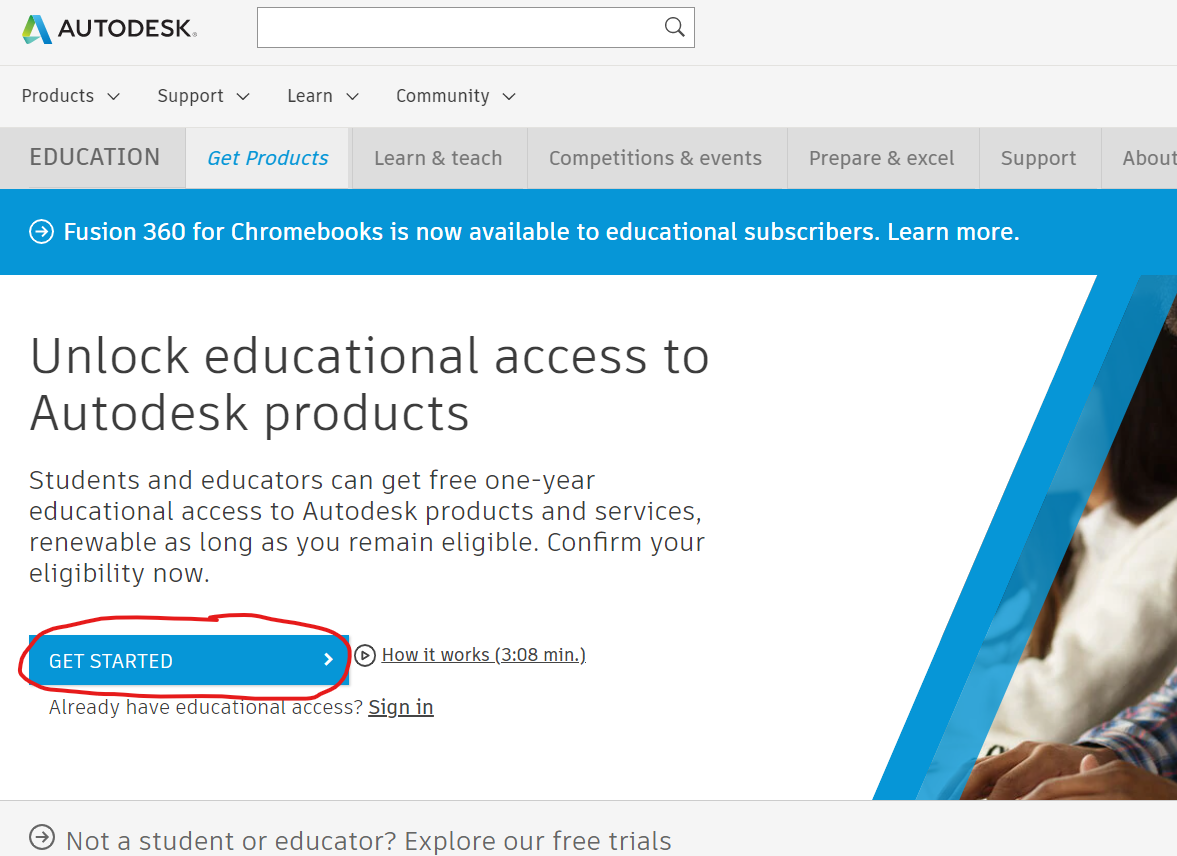 AUTODESK®
Products Support Learn Community
EDUCATION Get Products Learn & teach Competitions & events Prepare & excel Support About
Fusion 360 for Chromebooks is now available to educational subscribers. Learn more.
Unlock educational access to
Autodesk products
Students and educators can get free one-year
educational access to Autodesk products and services,
renewable as long as you remain eligible. Confirm your
eligibility now.
GET STARTED How it works (3:08 min.)
Already have educational access? Sign in
Not a student or educator? Explore our free trials